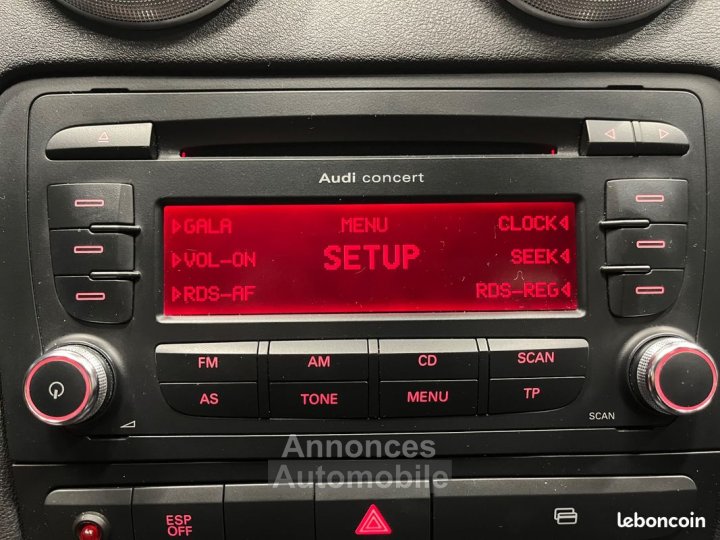 Audi concert
GALA MENU CLOCK
VOL-ON SETUP SEEK
RDS-AF RDS-REG
FM AM CD SCAN
AS TONE MENU TP
SCAN
Annonces
Automobile
ESP
OFF
leboncoin